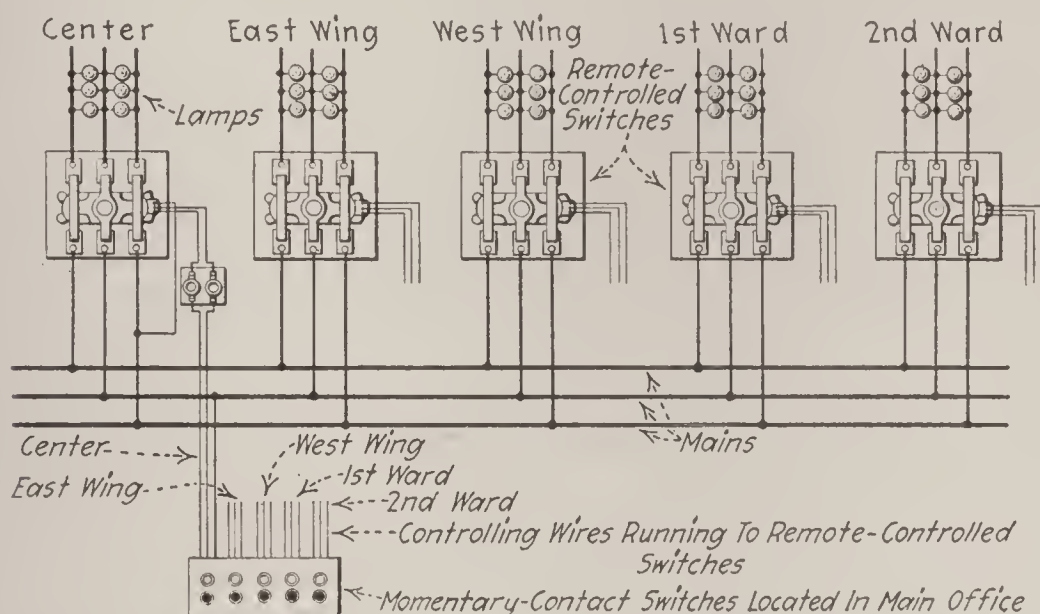 Center
East Wing
West Wing
1st Ward
2nd Ward
Lamps
Remote-
Controlled
Switches
Mains
Center
East Wing
West Wing
1st Ward
2nd Ward
Controlling Wires Running To Remote-Controlled
Switches
Momentary-Contact Switches Located In Main Office